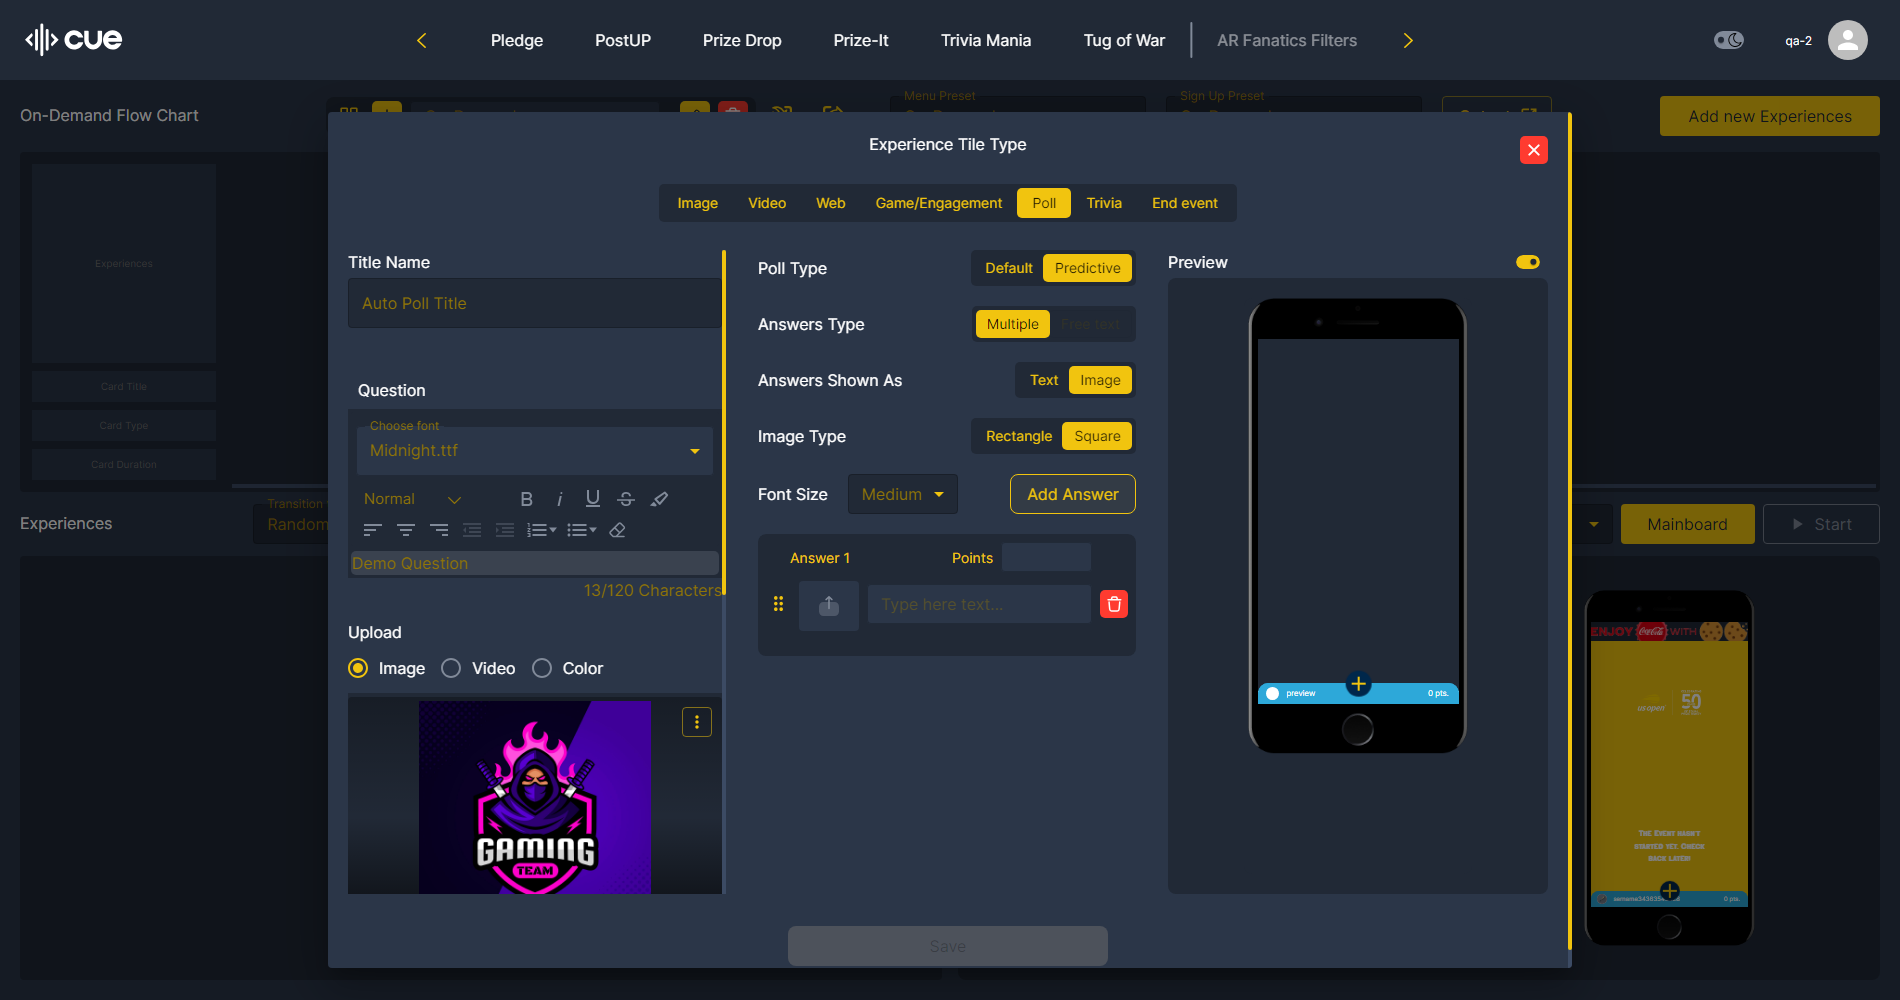 cue
Pledge
PostUP
Prize Drop
Prize-It
Trivia Mania
Tug of War
AR Fanatics Filters
qa-2
On-Demand Flow Chart
Menu Preset
Sign Up Preset
Add new Experiences
Experience Tile Type
Image
Video
Web
Game/Engagement
Poll
Trivia
End event
Experiences
Card Title
Card Type
Card Duration
Title Name
Auto Poll Title
Question
Choose font
Midnight.ttf
Normal
Demo Question
13/120 Characters
Upload
Image
Video
Color
GAMING
TEAM
Poll Type
Default
Predictive
Answers Type
Multiple
Free text
Answers Shown As
Text
Image
Image Type
Rectangle
Square
Font Size
Medium
Add Answer
Answer 1
Points
Type here text...
Preview
preview
0 pts.
Experiences
Transition
Random
Mainboard
Start
ENJOY
Coca-Cola
WITH
us open
50
The Event hasn't
started yet. Check
back later!
0 pts.
Save